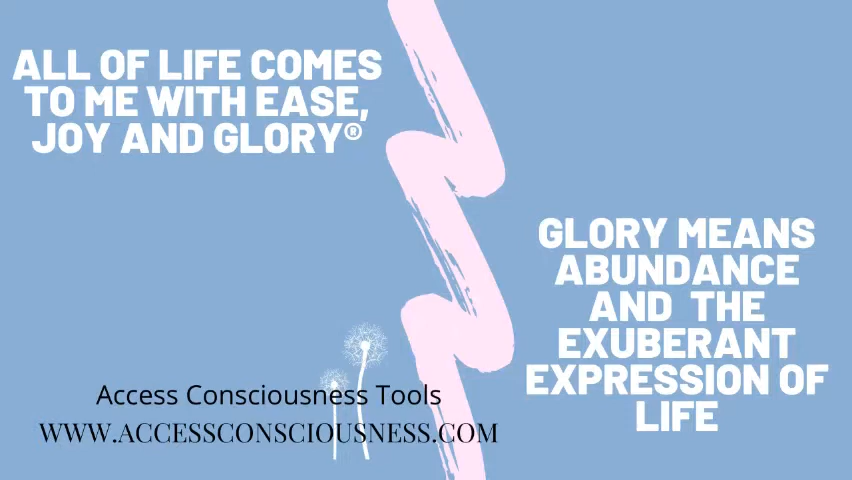 ALL OF LIFE COMES
TO ME WITH EASE,
JOY AND GLORY®
GLORY MEANS
ABUNDANCE
AND THE
EXUBERANT
EXPRESSION OF
LIFE
Access Consciousness Tools
WWW.ACCESSCONSCIOUSNESS.COM